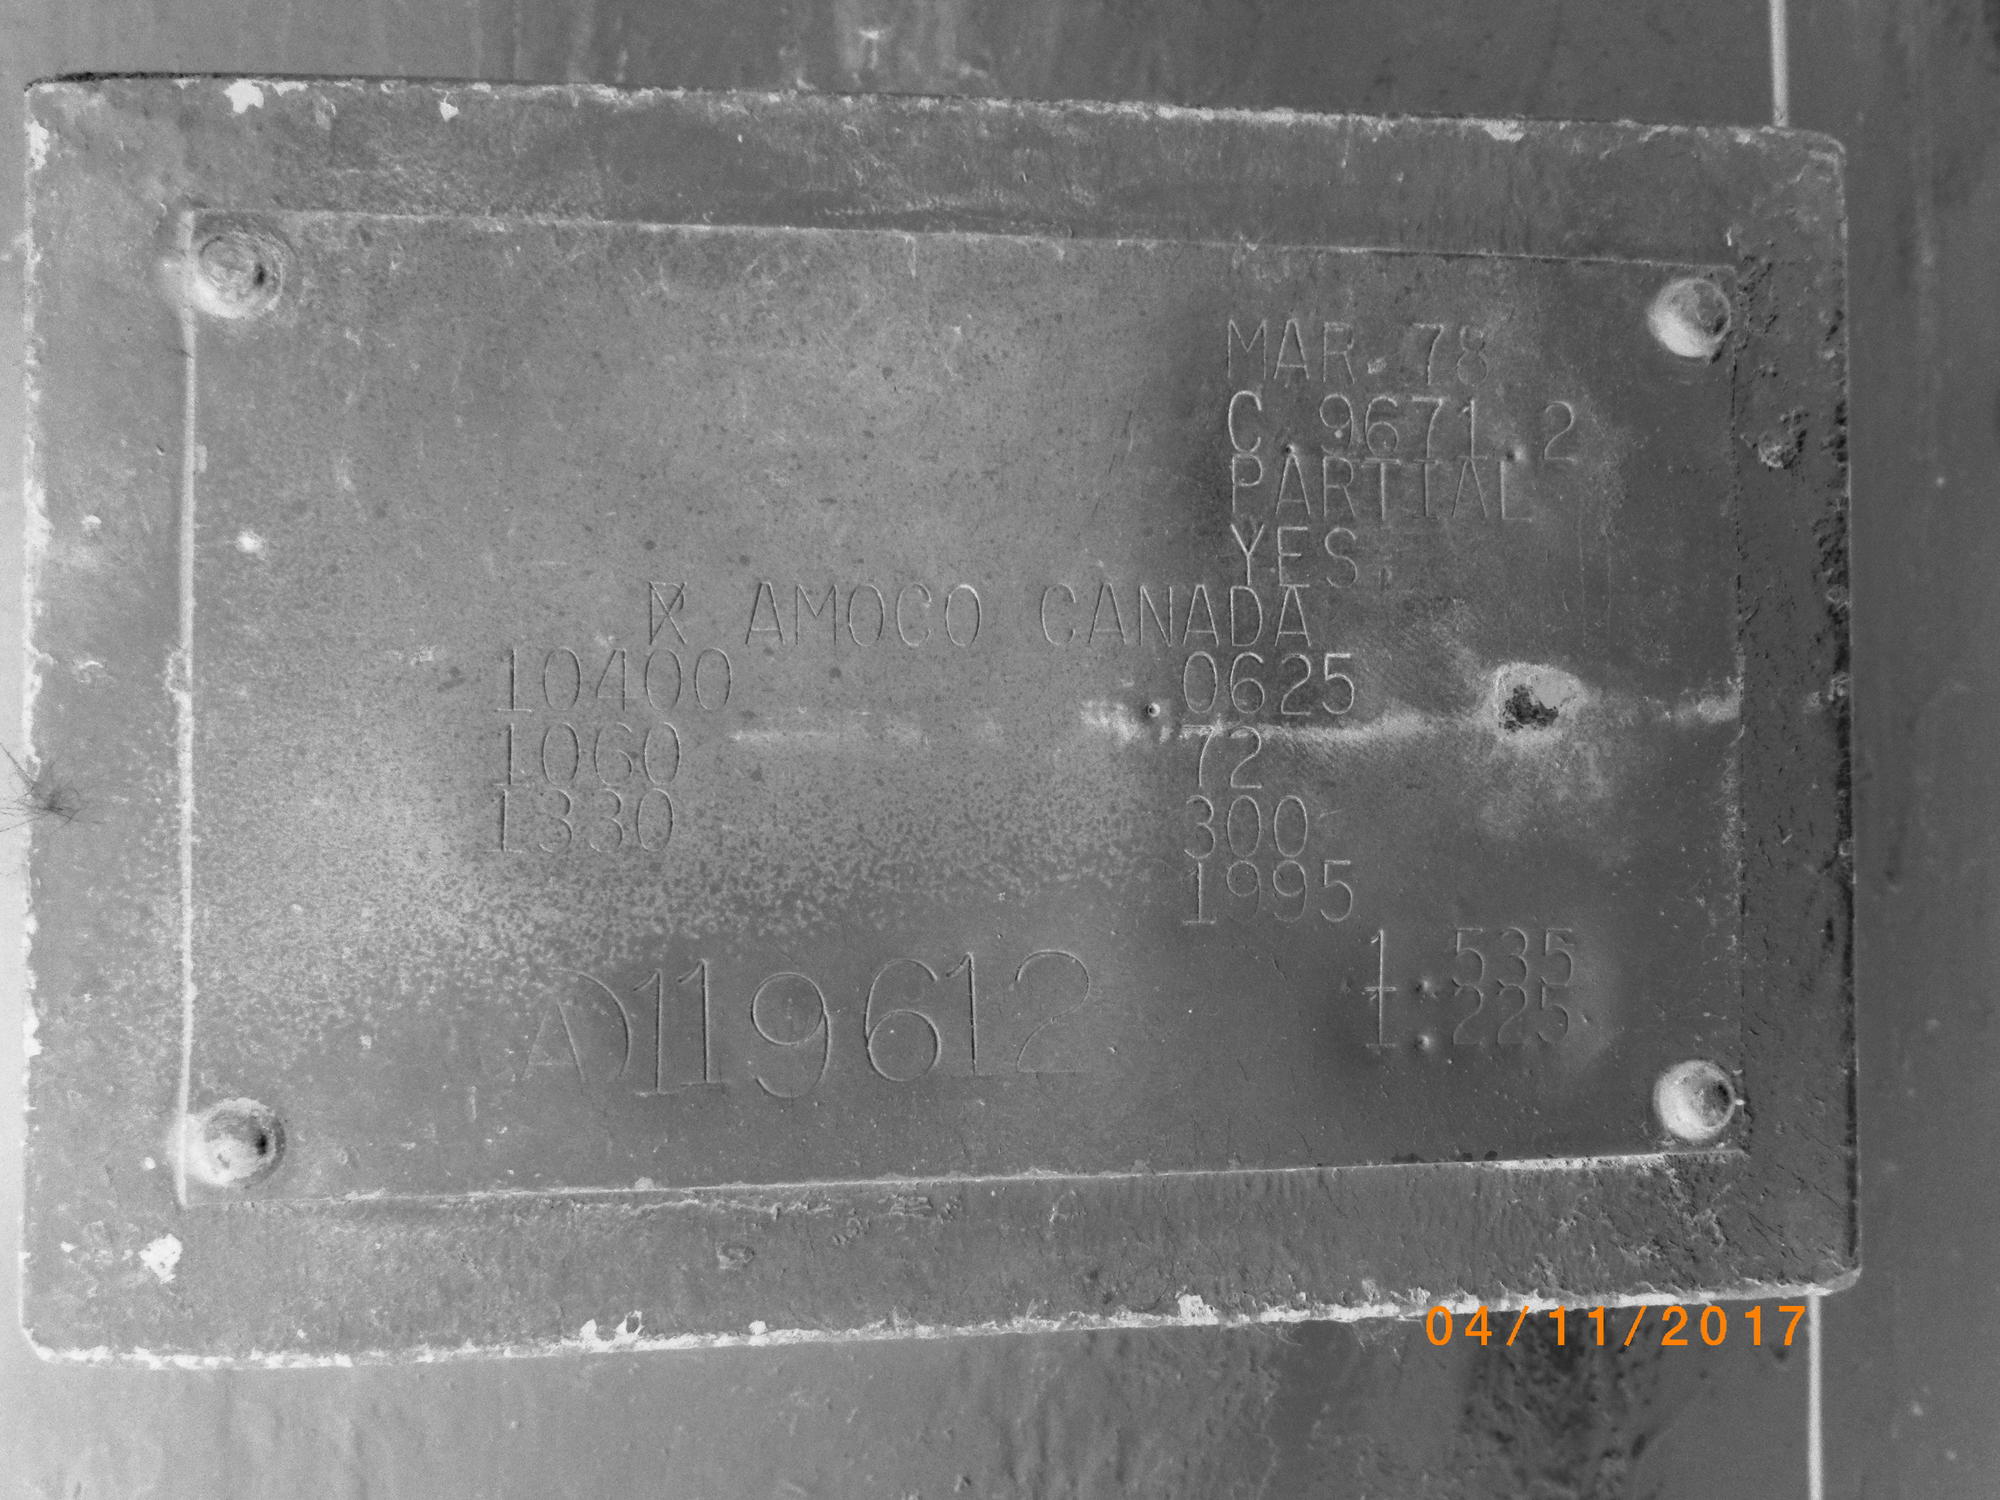 MAR. 78
C.9671.2
PARTIAL
YES.
AMOCO CANADA
10400 0625
1060 72
1330 300
1995
1.535
1.225
A119612
04/11/2017